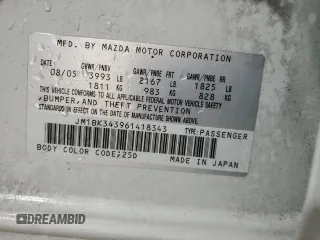 MFD. BY MAZDA MOTOR CORPORATION
GVWR/PNBV GAWR/PNBE FRT GAWR/PNBE RR
08/05 3993 LB 2167 LB 1825 LB
1811 KG 983 KG 828 KG
THIS VEHICLE CONFORMS TO ALL APPLICABLE FEDERAL MOTOR VEHICLE SAFETY
BUMPER, AND THEFT PREVENTION
STANDARDS IN EFFECT ON THE DATE OF MANUFACTURE SHOWN ABOVE.
JM1BK343961418343 TYPE:PASSENGER
BODY COLOR CODE:25D MADE IN JAPAN
DREAMBID